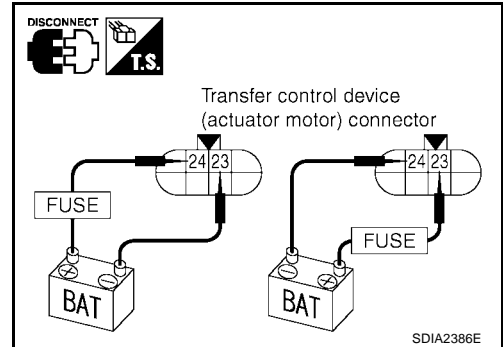 DISCONNECT
T.S.
Transfer control device
(actuator motor) connector
24 23
24 23
FUSE
FUSE
BAT
BAT
SDIA2386E